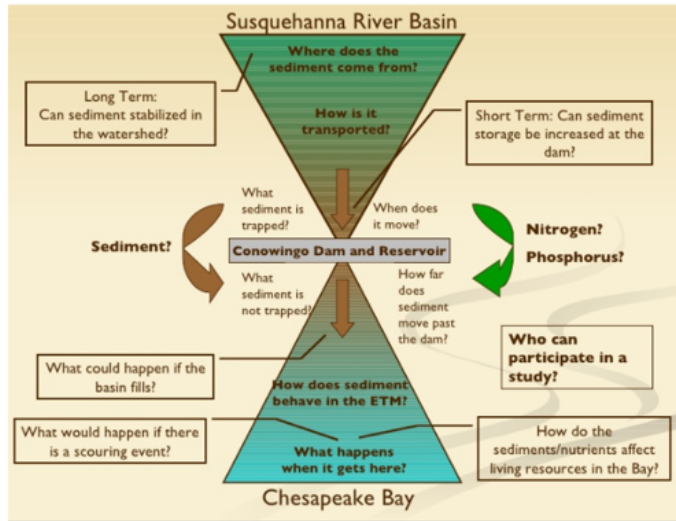 Susquehanna River Basin
Where does the
sediment come from?
Long Term:
Can sediment stabilized in
the watershed?
How is it
transported?
Short Term: Can sediment
storage be increased at the
dam?
What
sediment is
trapped?
When does
it move?
Sediment?
Nitrogen?
Phosphorus?
Conowingo Dam and Reservoir
What
sediment is
not trapped?
How far
does
sediment
move past
the dam?
Who can
participate in a
study?
What could happen if the
basin fills?
How does sediment
behave in the ETM?
What would happen if there
is a scouring event?
What happens
when it gets here?
How do the
sediments/nutrients affect
living resources in the Bay?
Chesapeake Bay